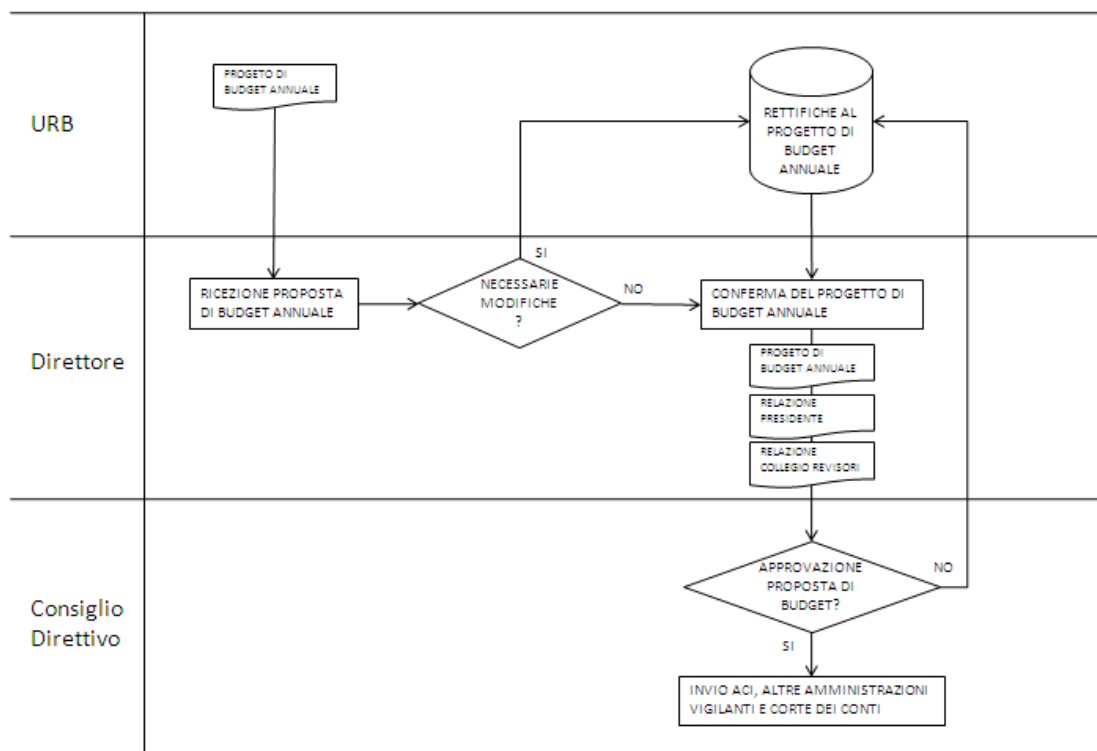 PROGETO DI
BUDGET ANNUALE
URB
RETTIFICHE AL
PROGETTO DI
BUDGET
ANNUALE
SI
RICEZIONE PROPOSTA
DI BUDGET ANNUALE
NECESSARIE
MODIFICHE
?
NO
CONFERMA DEL PROGETTO DI
BUDGET ANNUALE
Direttore
PROGETO DI
BUDGET ANNUALE
RELAZIONE
PRESIDENTE
RELAZIONE
COLLEGIO REVISORI
Consiglio
Direttivo
APPROVAZIONE
PROPOSTA DI
BUDGET?
NO
SI
INVIO ACI, ALTRE AMMINISTRAZIONI
VIGILANTI E CORTE DEI CONTI